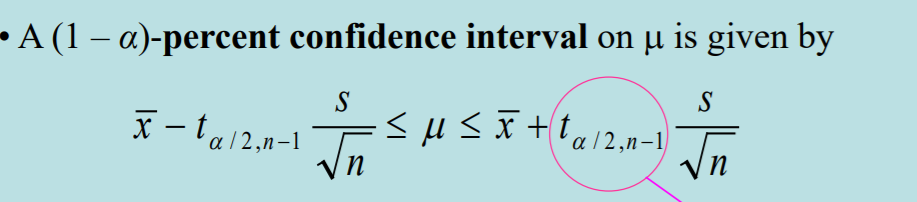 • A (1 – α)-percent confidence interval on μ is given by
x̄ − t_{α/2,n−1} s/√n ≤ μ ≤ x̄ + t_{α/2,n−1} s/√n